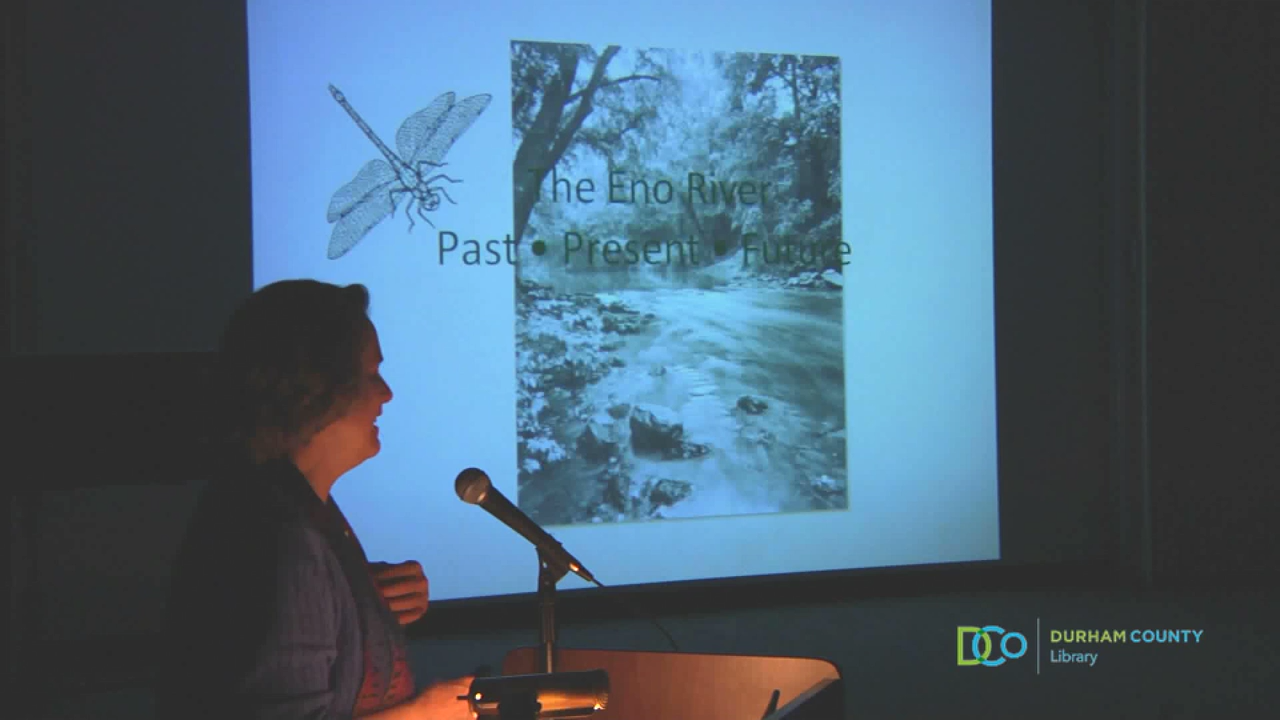 The Eno River
Past • Present • Future
DCo
DURHAM COUNTY
Library